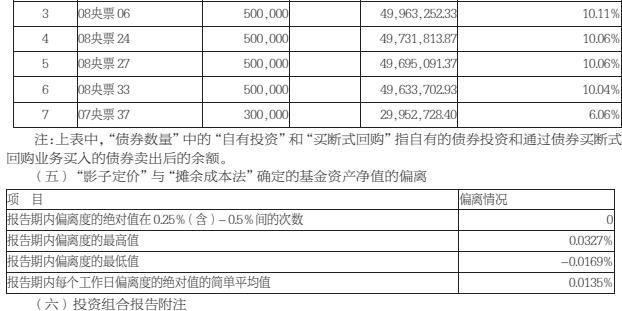 3 08央票 06 500,000 49,963,252.33 10.11%
4 08央票 24 500,000 49,731,813.87 10.06%
5 08央票 27 500,000 49,695,091.37 10.06%
6 08央票 33 500,000 49,633,702.93 10.04%
7 07央票 37 300,000 29,952,728.40 6.06%
注：上表中，“债券数量”中的“自有投资”和“买断式回购”指自有的债券投资和通过债券买断式
回购业务买入的债券卖出后的余额。
（五）“影子定价”与“摊余成本法”确定的基金资产净值的偏离
项 目 偏离情况
报告期内偏离度的绝对值在 0.25%（含）－0.5%间的次数 0
报告期内偏离度的最高值 0.0327%
报告期内偏离度的最低值 －0.0169%
报告期内每个工作日偏离度的绝对值的简单平均值 0.0135%
（六）投资组合报告附注